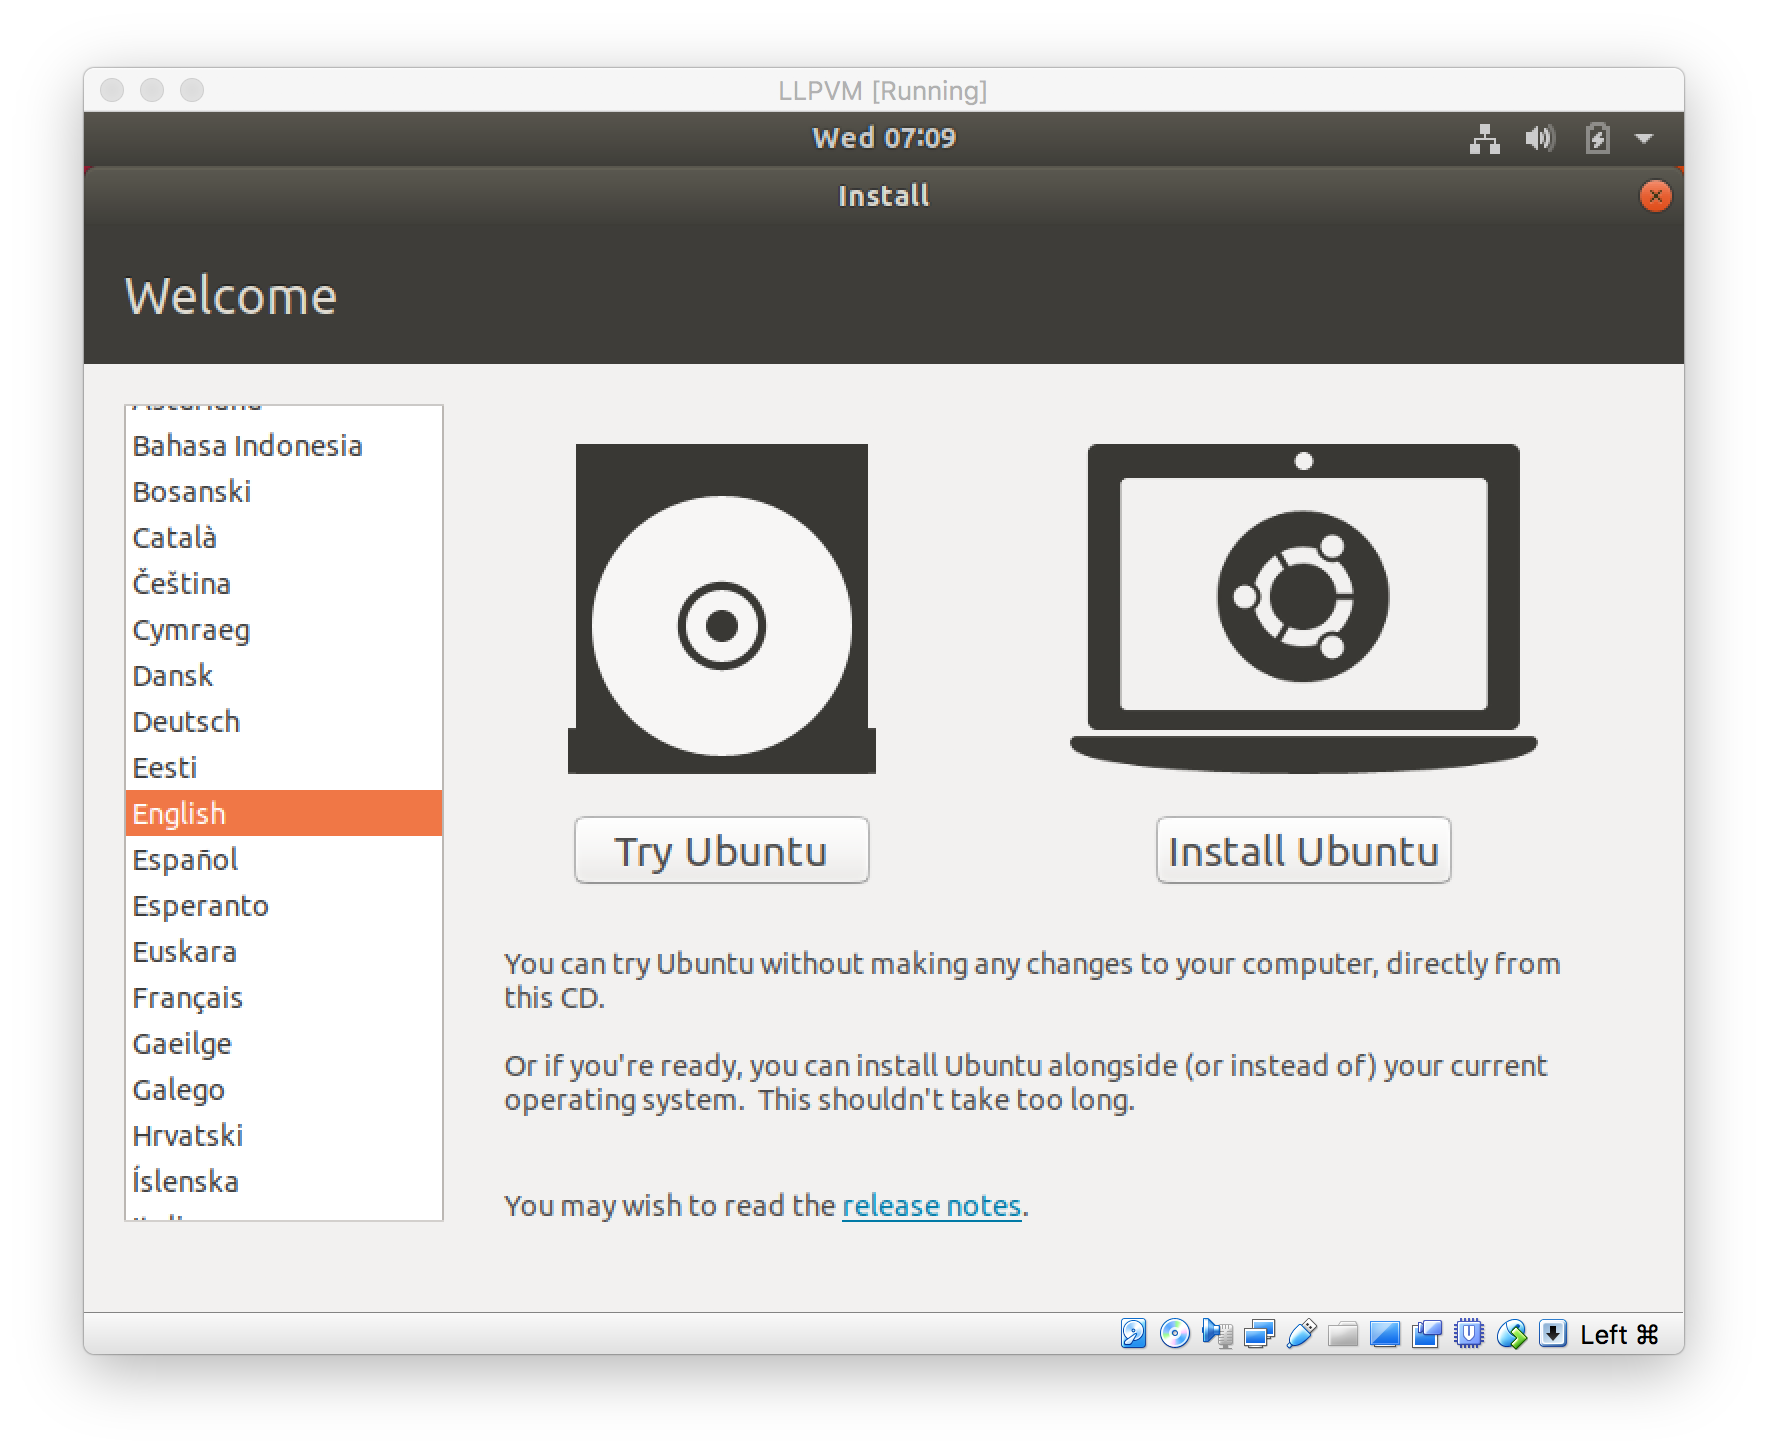 LLPVM [Running]
Wed 07:09
Install
Welcome
Bahasa Indonesia
Bosanski
Català
Čeština
Cymraeg
Dansk
Deutsch
Eesti
English
Español
Esperanto
Euskara
Français
Gaeilge
Galego
Hrvatski
Íslenska
Try Ubuntu
Install Ubuntu
You can try Ubuntu without making any changes to your computer, directly from
this CD.
Or if you're ready, you can install Ubuntu alongside (or instead of) your current
operating system.  This shouldn't take too long.
You may wish to read the release notes.
Left ⌘